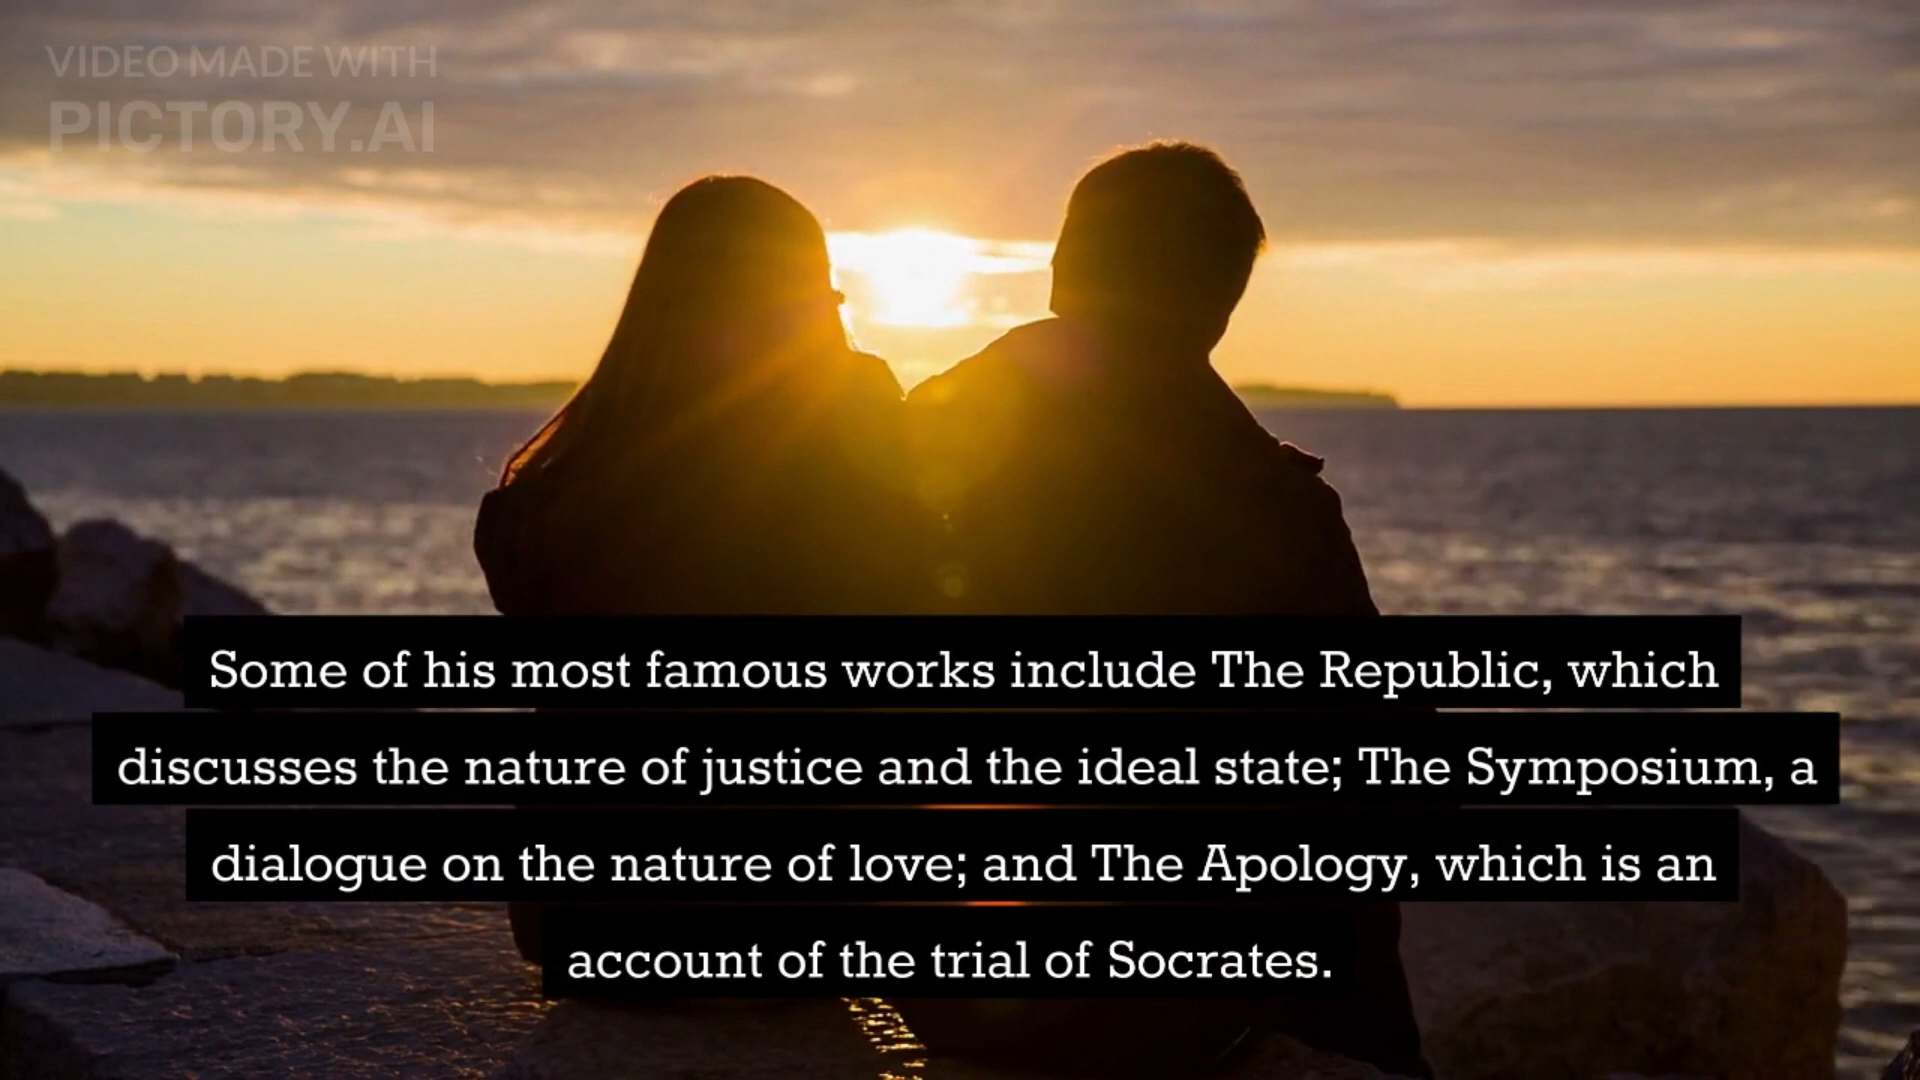 VIDEO MADE WITH
PICTORY.AI
Some of his most famous works include The Republic, which
discusses the nature of justice and the ideal state; The Symposium, a
dialogue on the nature of love; and The Apology, which is an
account of the trial of Socrates.